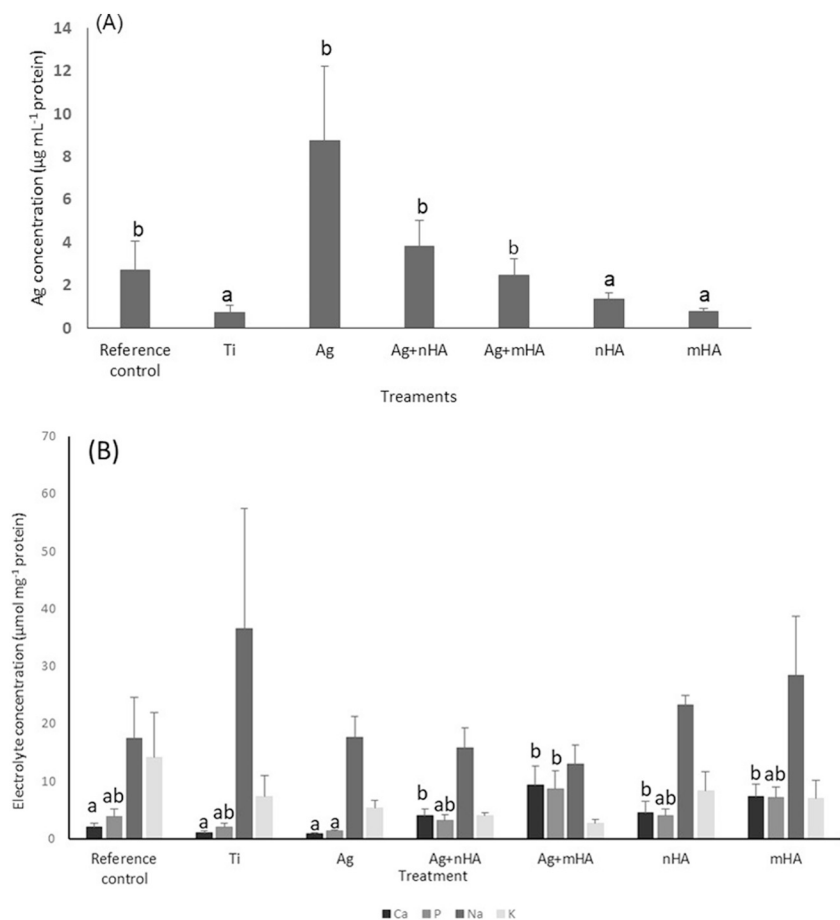 (A)
14
12
10
8
6
4
2
0
Ag concentration (µg mL⁻¹ protein)
b
a
b
b
b
a
a
Reference control
Ti
Ag
Ag+nHA
Ag+mHA
nHA
mHA
Treaments
(B)
70
60
50
40
30
20
10
0
Electrolyte concentration (µmol mg⁻¹ protein)
a ab
a ab
a a
b ab
b b
b ab
b ab
Reference control
Ti
Ag
Ag+nHA
Ag+mHA
nHA
mHA
Treatment
Ca P Na K